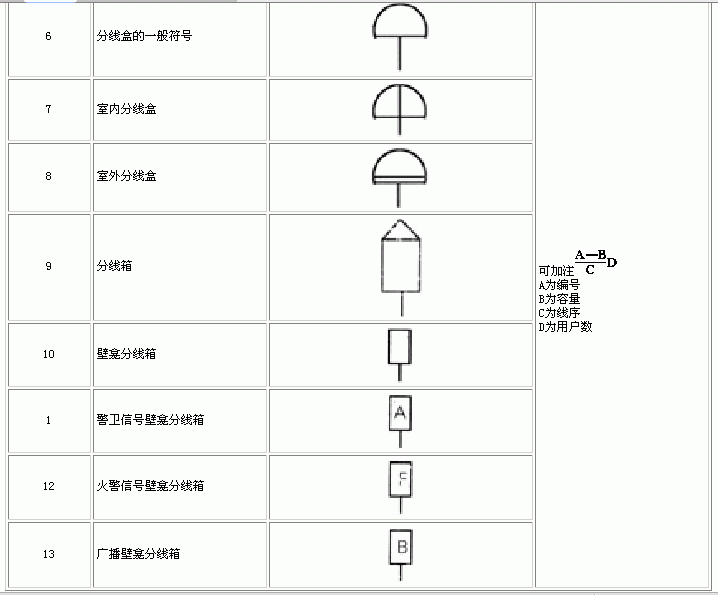 6 分线盒的一般符号
7 室内分线盒
8 室外分线盒
9 分线箱
可加注 A—B/C D
A为编号
B为容量
C为线序
D为用户数
10 壁龛分线箱
1 警卫信号壁龛分线箱 A
12 火警信号壁龛分线箱 F
13 广播壁龛分线箱 B